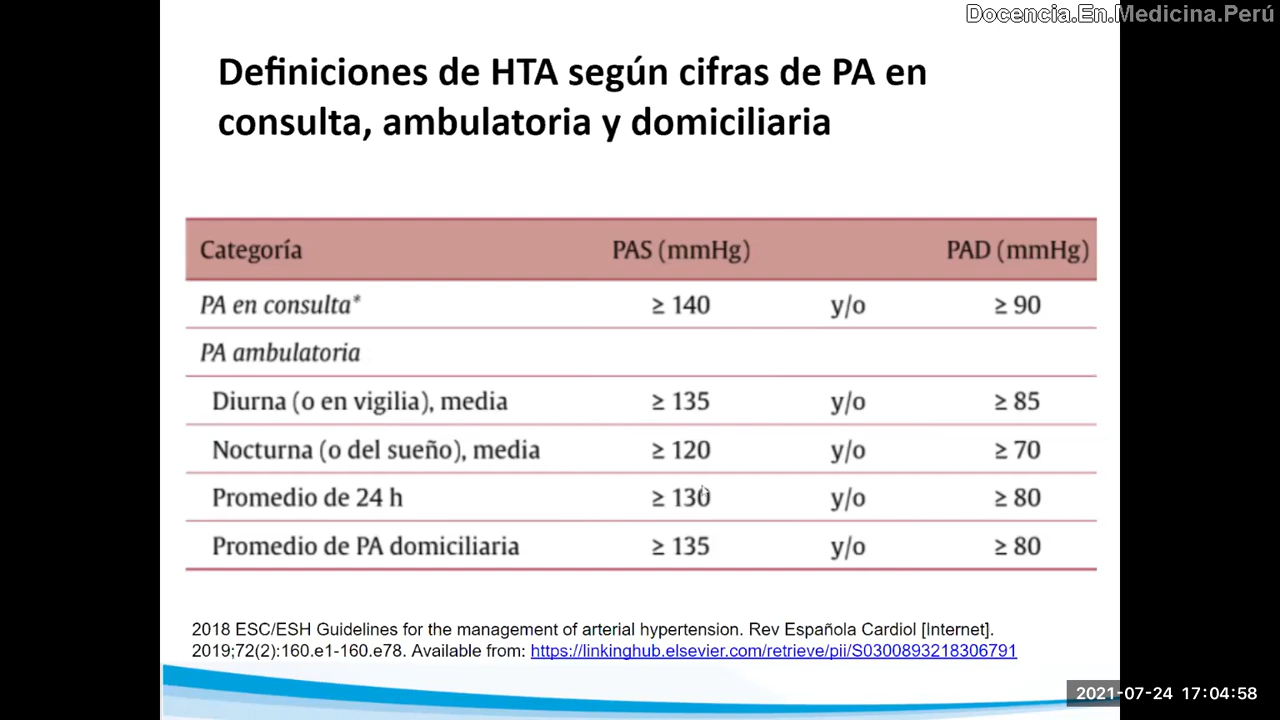 Docencia.En.Medicina.Perú
Definiciones de HTA según cifras de PA en
consulta, ambulatoria y domiciliaria
Categoría PAS (mmHg) PAD (mmHg)
PA en consulta* ≥ 140 y/o ≥ 90
PA ambulatoria
Diurna (o en vigilia), media ≥ 135 y/o ≥ 85
Nocturna (o del sueño), media ≥ 120 y/o ≥ 70
Promedio de 24 h ≥ 130 y/o ≥ 80
Promedio de PA domiciliaria ≥ 135 y/o ≥ 80
2018 ESC/ESH Guidelines for the management of arterial hypertension. Rev Española Cardiol [Internet].
2019;72(2):160.e1-160.e78. Available from: https://linkinghub.elsevier.com/retrieve/pii/S0300893218306791
2021-07-24 17:04:58